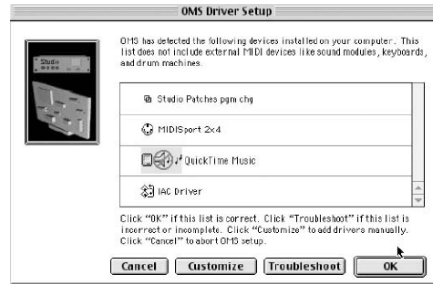 OMS Driver Setup
OMS has detected the following devices installed on your computer. This
list does not include external MIDI devices like sound modules, keyboards,
and drum machines.
Studio
Studio Patches pgm chg
MIDISport 2x4
QuickTime Music
IAC Driver
Click "OK" if this list is correct. Click "Troubleshoot" if this list is
incorrect or incomplete. Click "Customize" to add drivers manually.
Click "Cancel" to abort OMS setup.
Cancel Customize Troubleshoot OK